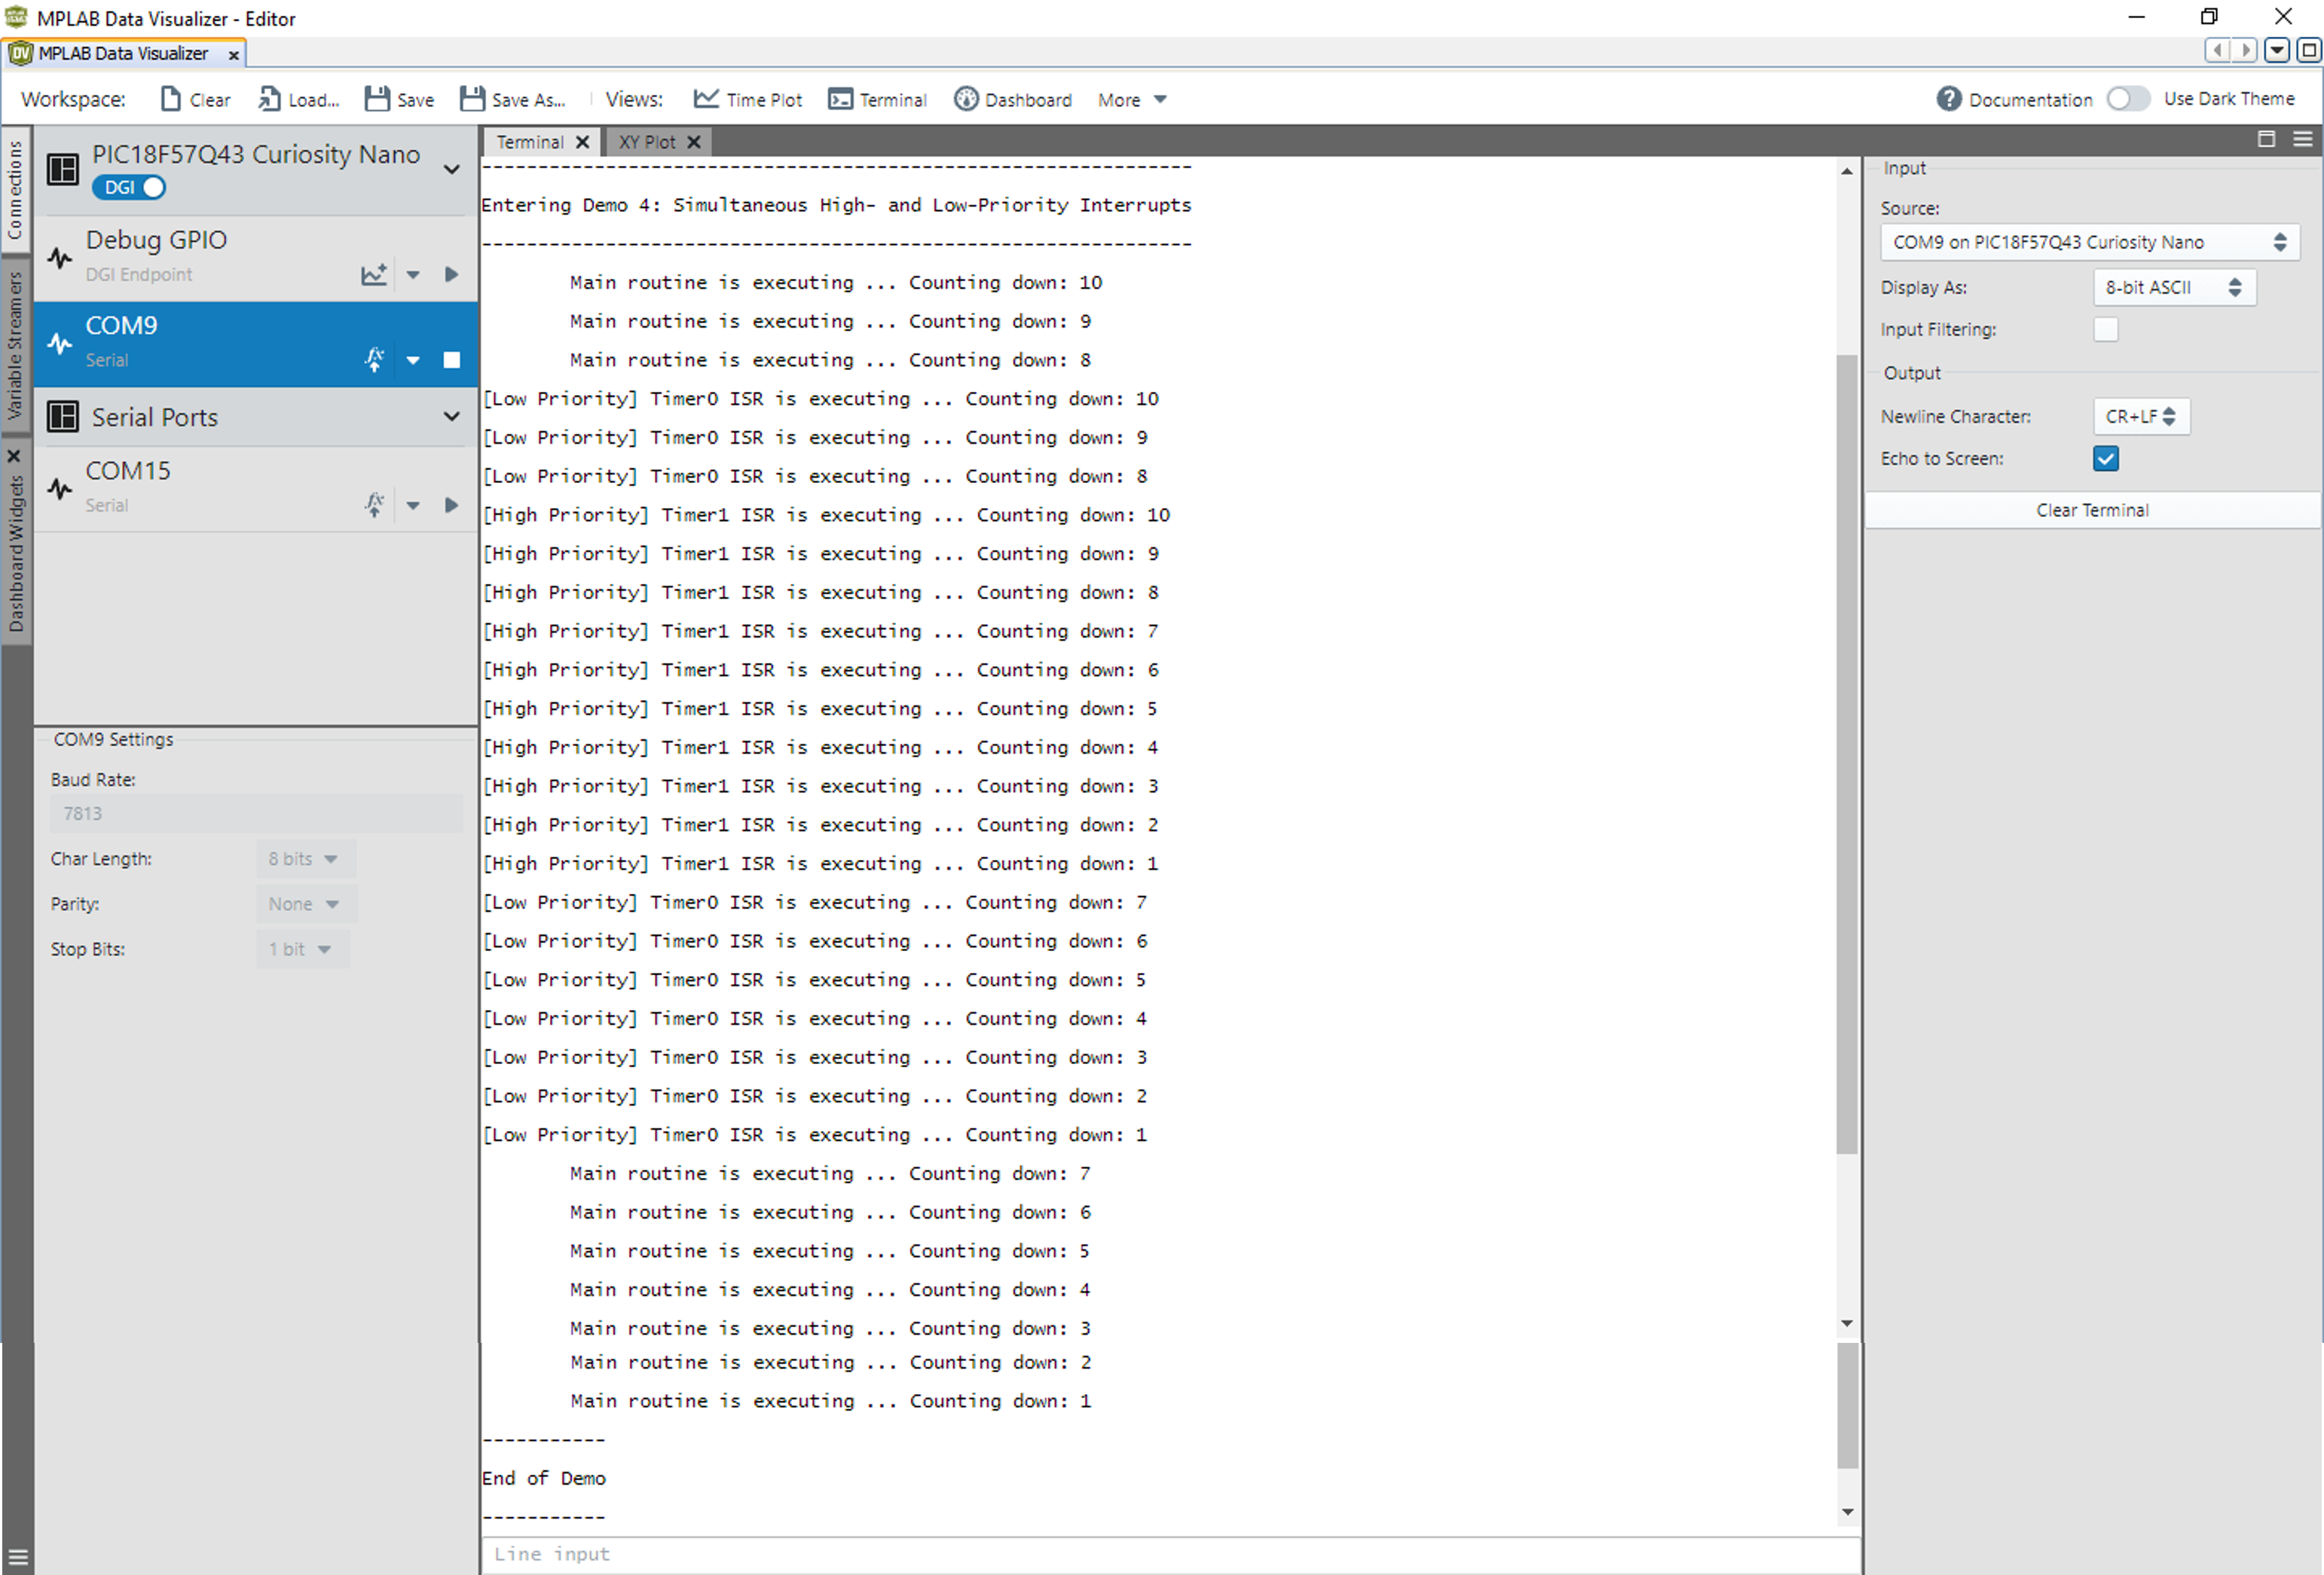 MPLAB Data Visualizer - Editor
MPLAB Data Visualizer
Workspace: Clear Load... Save Save As... Views: Time Plot Terminal Dashboard More Documentation Use Dark Theme
Connections
Variable Streamers
Dashboard Widgets
PIC18F57Q43 Curiosity Nano
DGI
Debug GPIO
DGI Endpoint
COM9
Serial
Serial Ports
COM15
Serial
COM9 Settings
Baud Rate:
7813
Char Length: 8 bits
Parity: None
Stop Bits: 1 bit
Terminal XY Plot
---------------------------------------------------------------
Entering Demo 4: Simultaneous High- and Low-Priority Interrupts
---------------------------------------------------------------
Main routine is executing ... Counting down: 10
Main routine is executing ... Counting down: 9
Main routine is executing ... Counting down: 8
[Low Priority] Timer0 ISR is executing ... Counting down: 10
[Low Priority] Timer0 ISR is executing ... Counting down: 9
[Low Priority] Timer0 ISR is executing ... Counting down: 8
[High Priority] Timer1 ISR is executing ... Counting down: 10
[High Priority] Timer1 ISR is executing ... Counting down: 9
[High Priority] Timer1 ISR is executing ... Counting down: 8
[High Priority] Timer1 ISR is executing ... Counting down: 7
[High Priority] Timer1 ISR is executing ... Counting down: 6
[High Priority] Timer1 ISR is executing ... Counting down: 5
[High Priority] Timer1 ISR is executing ... Counting down: 4
[High Priority] Timer1 ISR is executing ... Counting down: 3
[High Priority] Timer1 ISR is executing ... Counting down: 2
[High Priority] Timer1 ISR is executing ... Counting down: 1
[Low Priority] Timer0 ISR is executing ... Counting down: 7
[Low Priority] Timer0 ISR is executing ... Counting down: 6
[Low Priority] Timer0 ISR is executing ... Counting down: 5
[Low Priority] Timer0 ISR is executing ... Counting down: 4
[Low Priority] Timer0 ISR is executing ... Counting down: 3
[Low Priority] Timer0 ISR is executing ... Counting down: 2
[Low Priority] Timer0 ISR is executing ... Counting down: 1
Main routine is executing ... Counting down: 7
Main routine is executing ... Counting down: 6
Main routine is executing ... Counting down: 5
Main routine is executing ... Counting down: 4
Main routine is executing ... Counting down: 3
Main routine is executing ... Counting down: 2
Main routine is executing ... Counting down: 1
-----------
End of Demo
-----------
Line input
Input
Source:
COM9 on PIC18F57Q43 Curiosity Nano
Display As: 8-bit ASCII
Input Filtering:
Output
Newline Character: CR+LF
Echo to Screen:
Clear Terminal